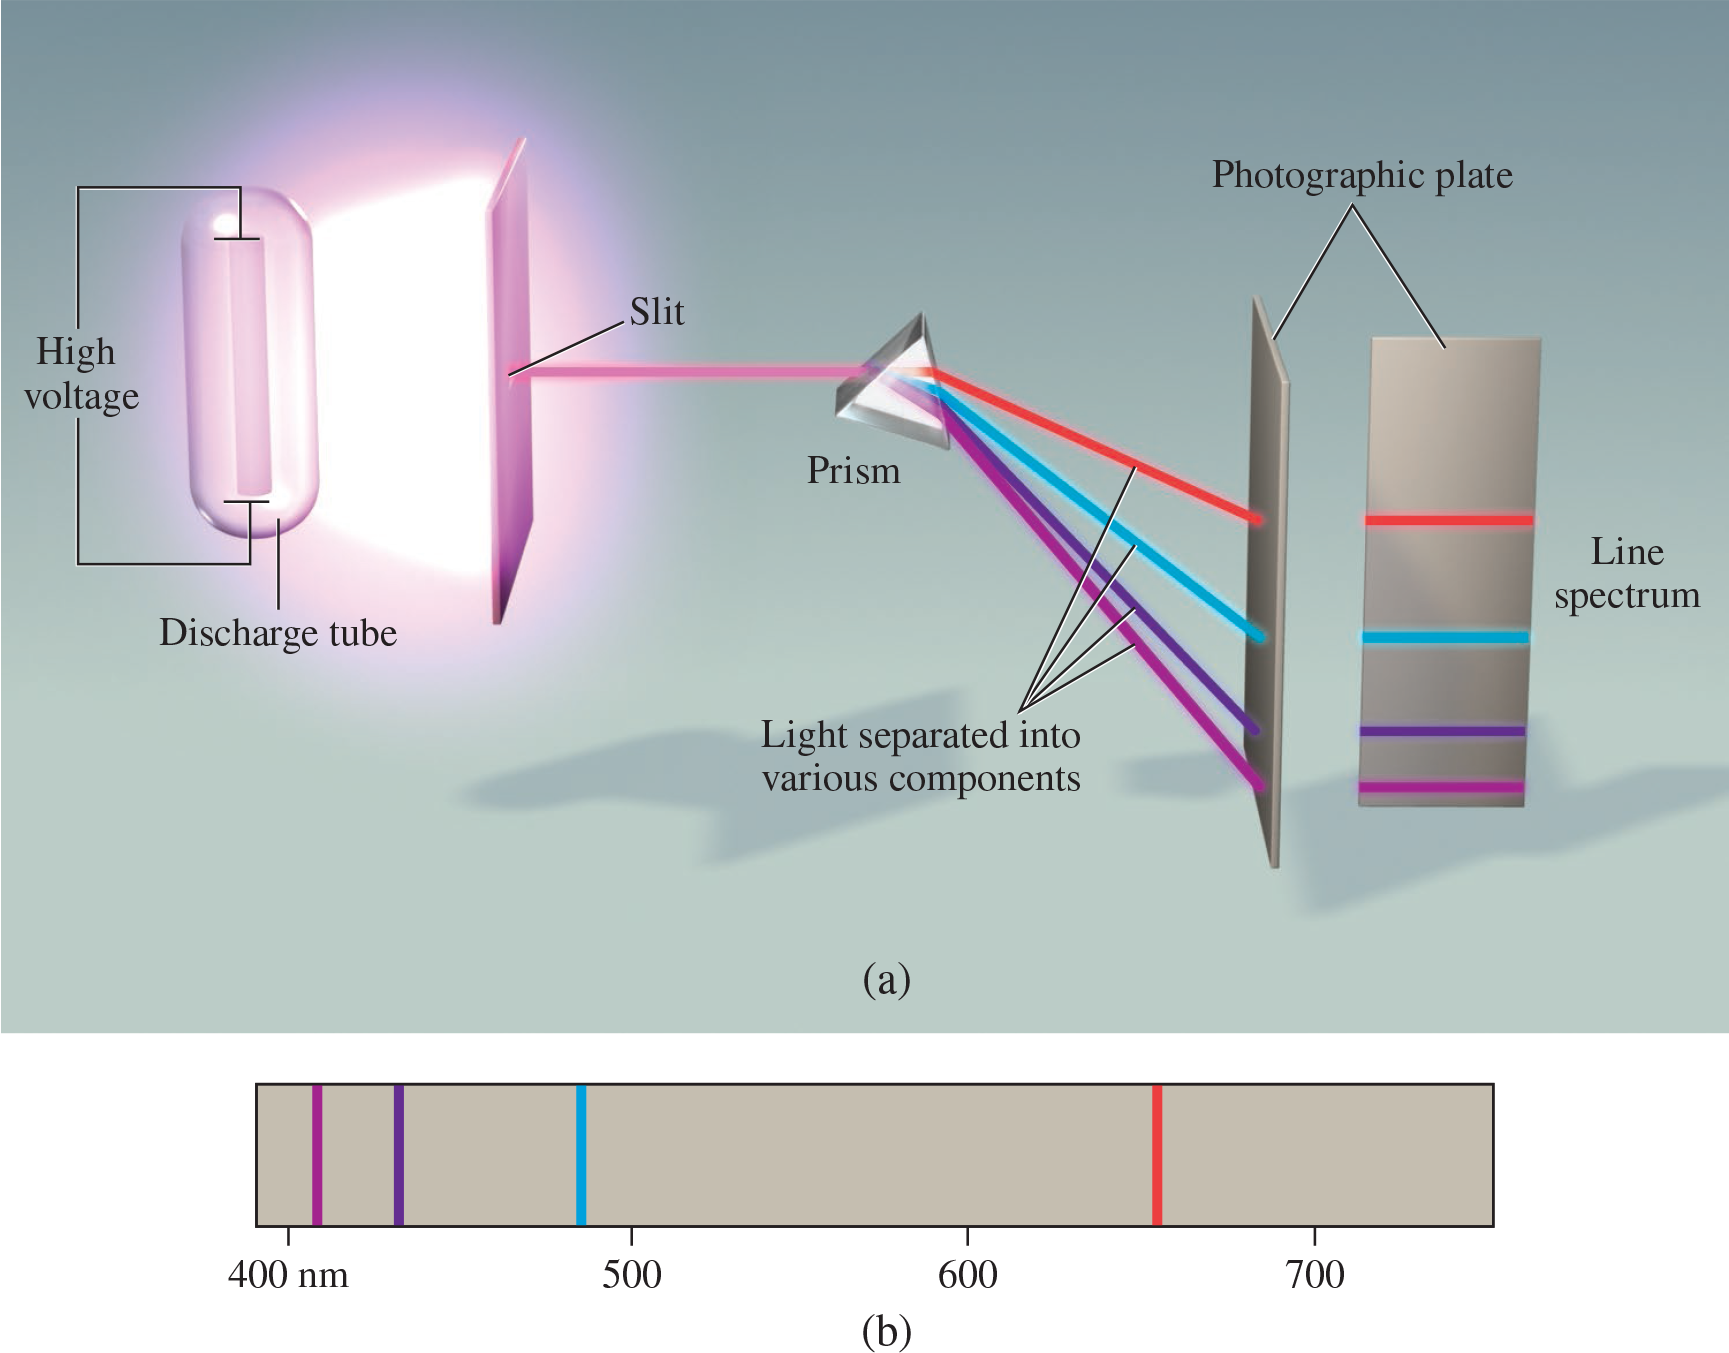 Photographic plate
Slit
High
voltage
Prism
Line
spectrum
Discharge tube
Light separated into
various components
(a)
400 nm
500
600
700
(b)